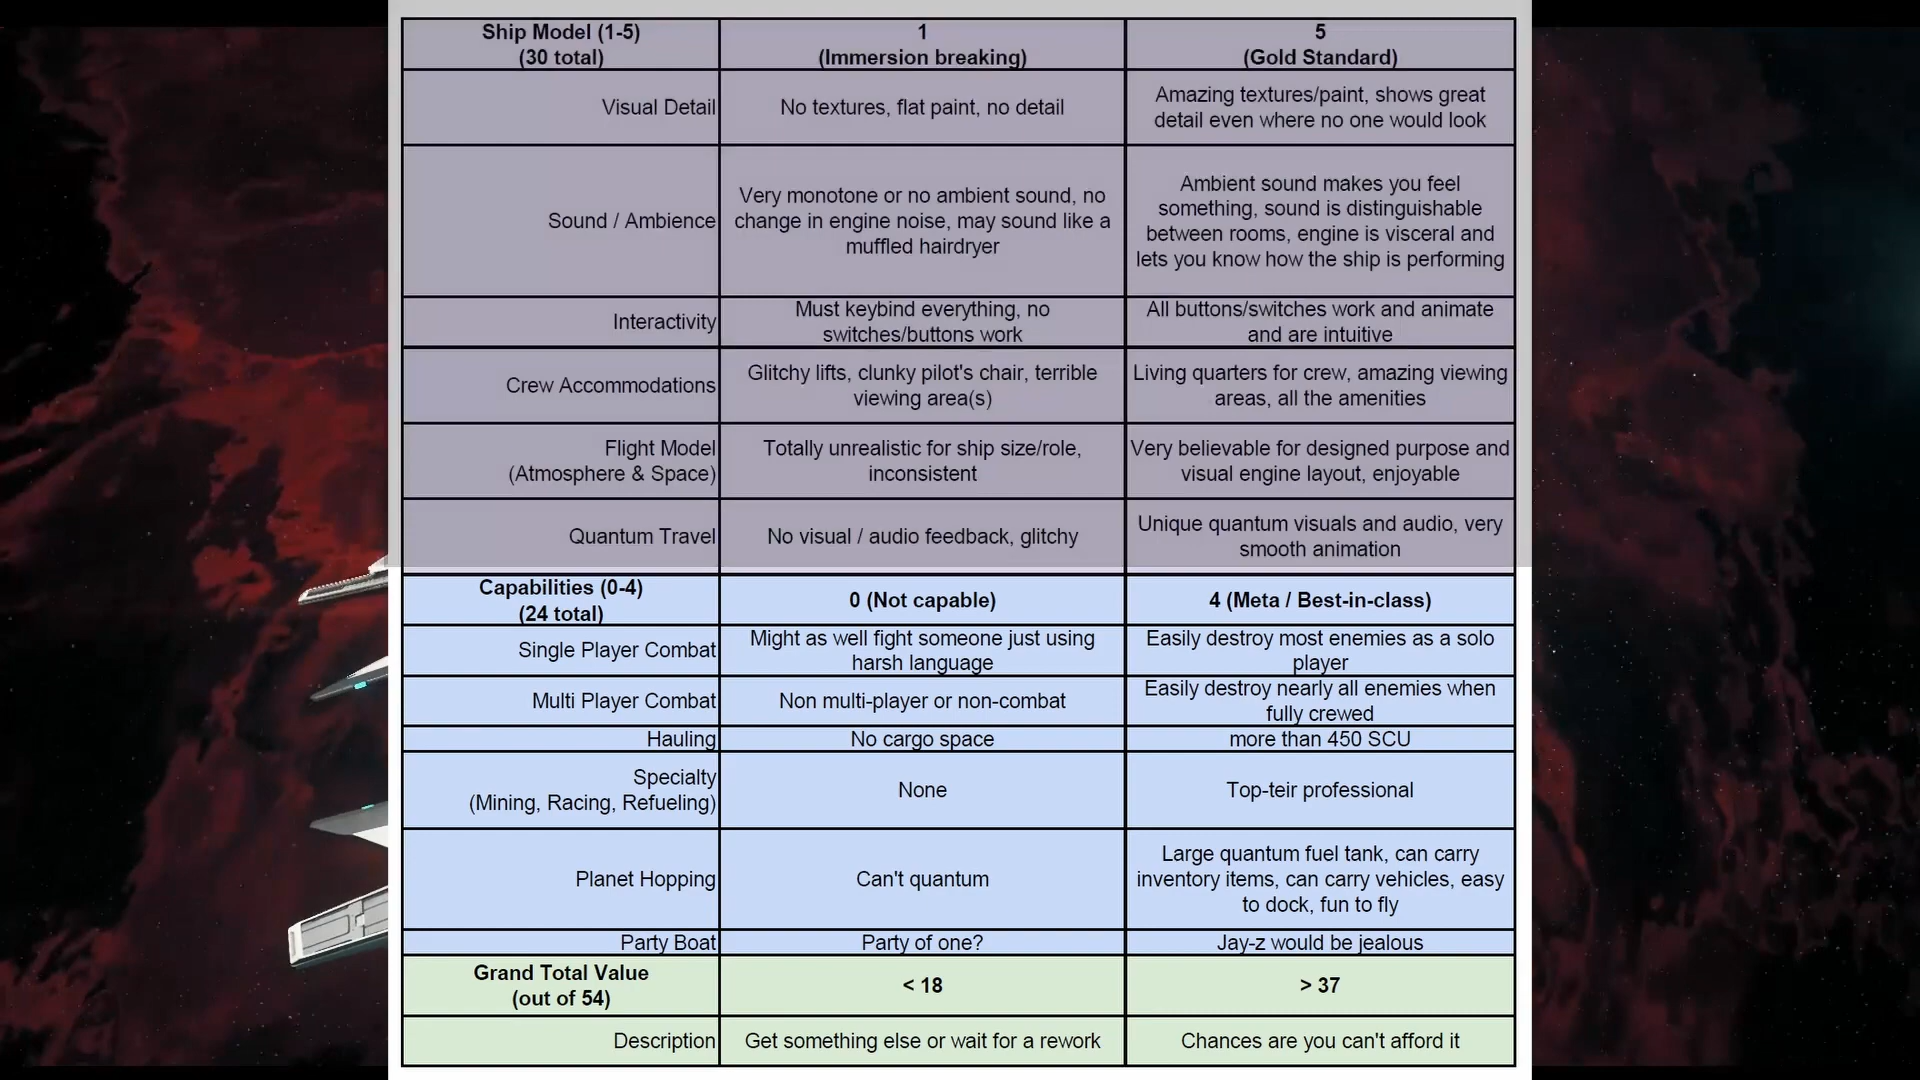 Ship Model (1-5)
(30 total)
1
(Immersion breaking)
5
(Gold Standard)
Visual Detail
No textures, flat paint, no detail
Amazing textures/paint, shows great
detail even where no one would look
Sound / Ambience
Very monotone or no ambient sound, no
change in engine noise, may sound like a
muffled hairdryer
Ambient sound makes you feel
something, sound is distinguishable
between rooms, engine is visceral and
lets you know how the ship is performing
Interactivity
Must keybind everything, no
switches/buttons work
All buttons/switches work and animate
and are intuitive
Crew Accommodations
Glitchy lifts, clunky pilot's chair, terrible
viewing area(s)
Living quarters for crew, amazing viewing
areas, all the amenities
Flight Model
(Atmosphere & Space)
Totally unrealistic for ship size/role,
inconsistent
Very believable for designed purpose and
visual engine layout, enjoyable
Quantum Travel
No visual / audio feedback, glitchy
Unique quantum visuals and audio, very
smooth animation
Capabilities (0-4)
(24 total)
0 (Not capable)
4 (Meta / Best-in-class)
Single Player Combat
Might as well fight someone just using
harsh language
Easily destroy most enemies as a solo
player
Multi Player Combat
Non multi-player or non-combat
Easily destroy nearly all enemies when
fully crewed
Hauling
No cargo space
more than 450 SCU
Specialty
(Mining, Racing, Refueling)
None
Top-teir professional
Planet Hopping
Can't quantum
Large quantum fuel tank, can carry
inventory items, can carry vehicles, easy
to dock, fun to fly
Party Boat
Party of one?
Jay-z would be jealous
Grand Total Value
(out of 54)
< 18
> 37
Description
Get something else or wait for a rework
Chances are you can't afford it